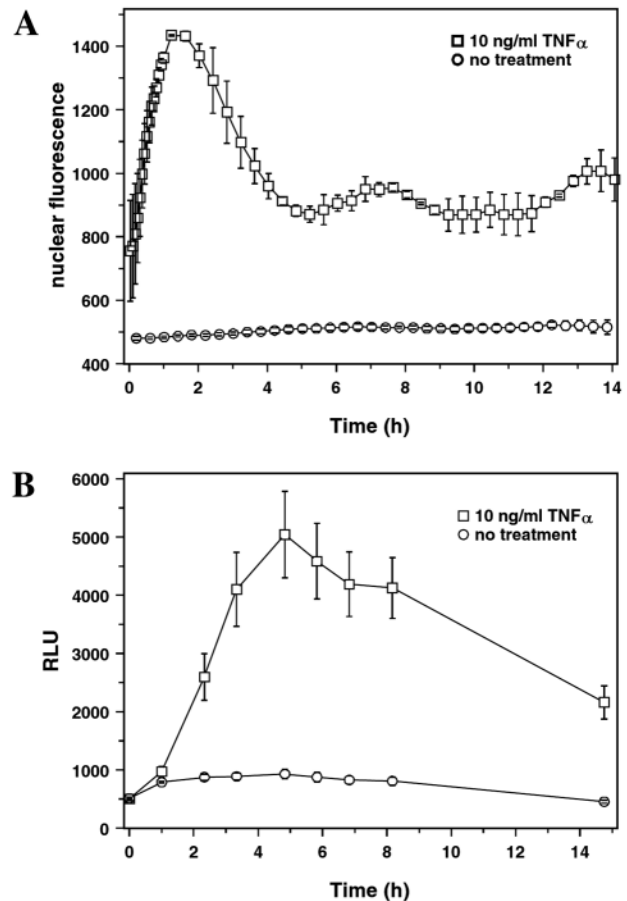 A
nuclear fluorescence
1400
1200
1000
800
600
400
10 ng/ml TNFα
no treatment
0 2 4 6 8 10 12 14
Time (h)
B
RLU
6000
5000
4000
3000
2000
1000
0
10 ng/ml TNFα
no treatment
0 2 4 6 8 10 12 14
Time (h)